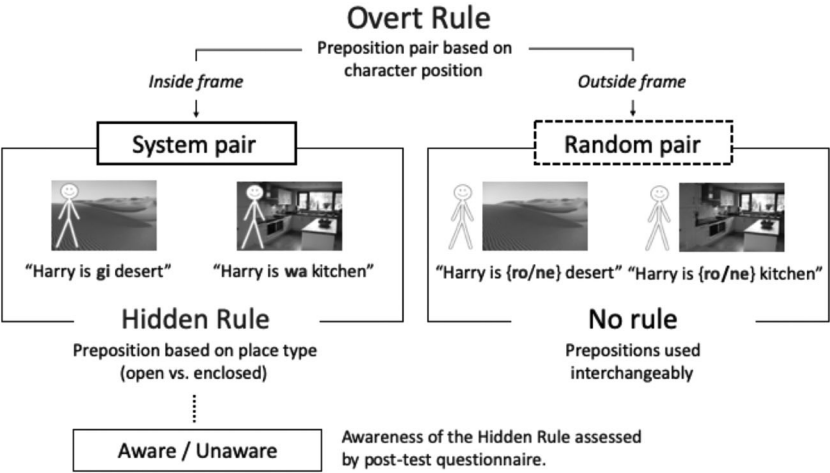 Overt Rule
Preposition pair based on
character position
Inside frame
Outside frame
System pair
Random pair
"Harry is gi desert"
"Harry is wa kitchen"
"Harry is {ro/ne} desert"
"Harry is {ro/ne} kitchen"
Hidden Rule
Preposition based on place type
(open vs. enclosed)
No rule
Prepositions used
interchangeably
Aware / Unaware
Awareness of the Hidden Rule assessed
by post-test questionnaire.